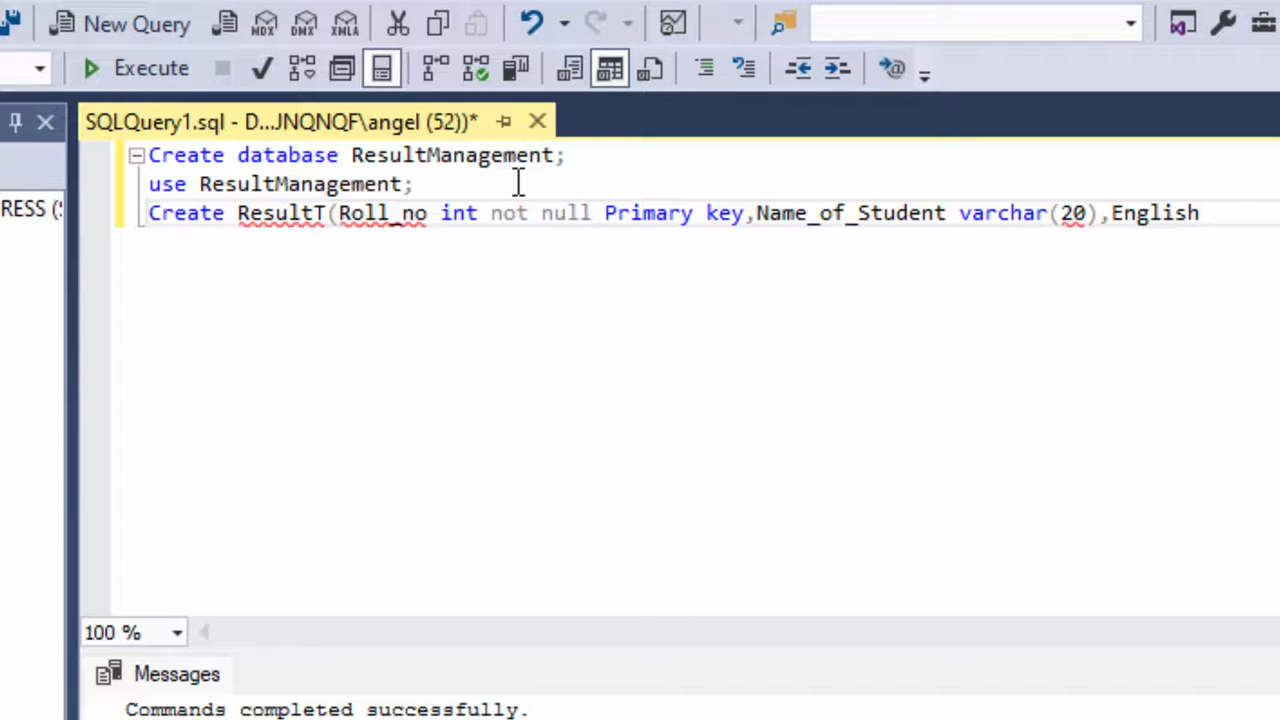 New Query
MDX
DMX
XMLA
Execute
SQLQuery1.sql - D...JNQNQF\angel (52))*
RESS (
Create database ResultManagement;
use ResultManagement;
Create ResultT(Roll_no int not null Primary key,Name_of_Student varchar(20),English
100 %
Messages
Commands completed successfully.